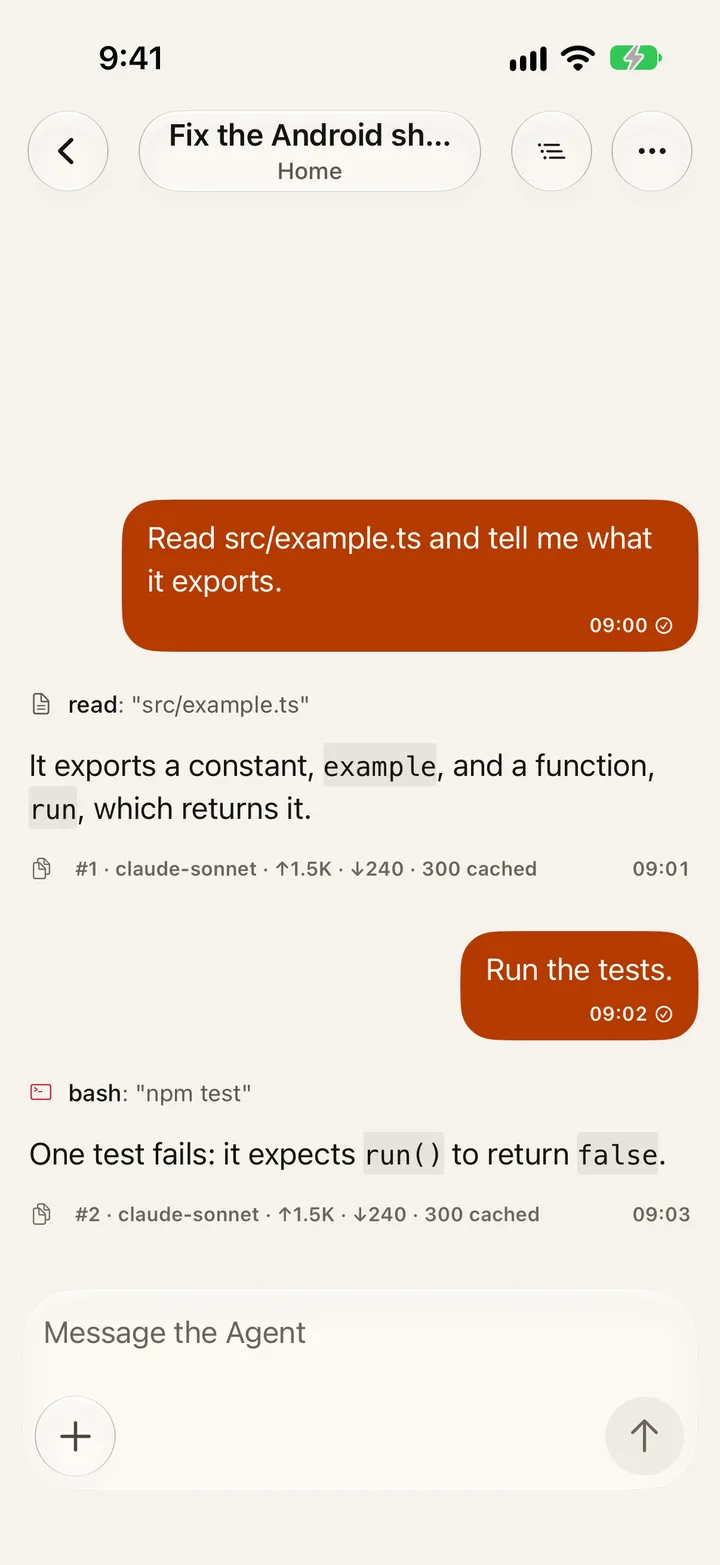 9:41
Fix the Android sh...
Home
Read src/example.ts and tell me what
it exports.
09:00
read: "src/example.ts"
It exports a constant, example, and a function,
run, which returns it.
#1 · claude-sonnet · ↑1.5K · ↓240 · 300 cached 09:01
Run the tests.
09:02
bash: "npm test"
One test fails: it expects run() to return false.
#2 · claude-sonnet · ↑1.5K · ↓240 · 300 cached 09:03
Message the Agent